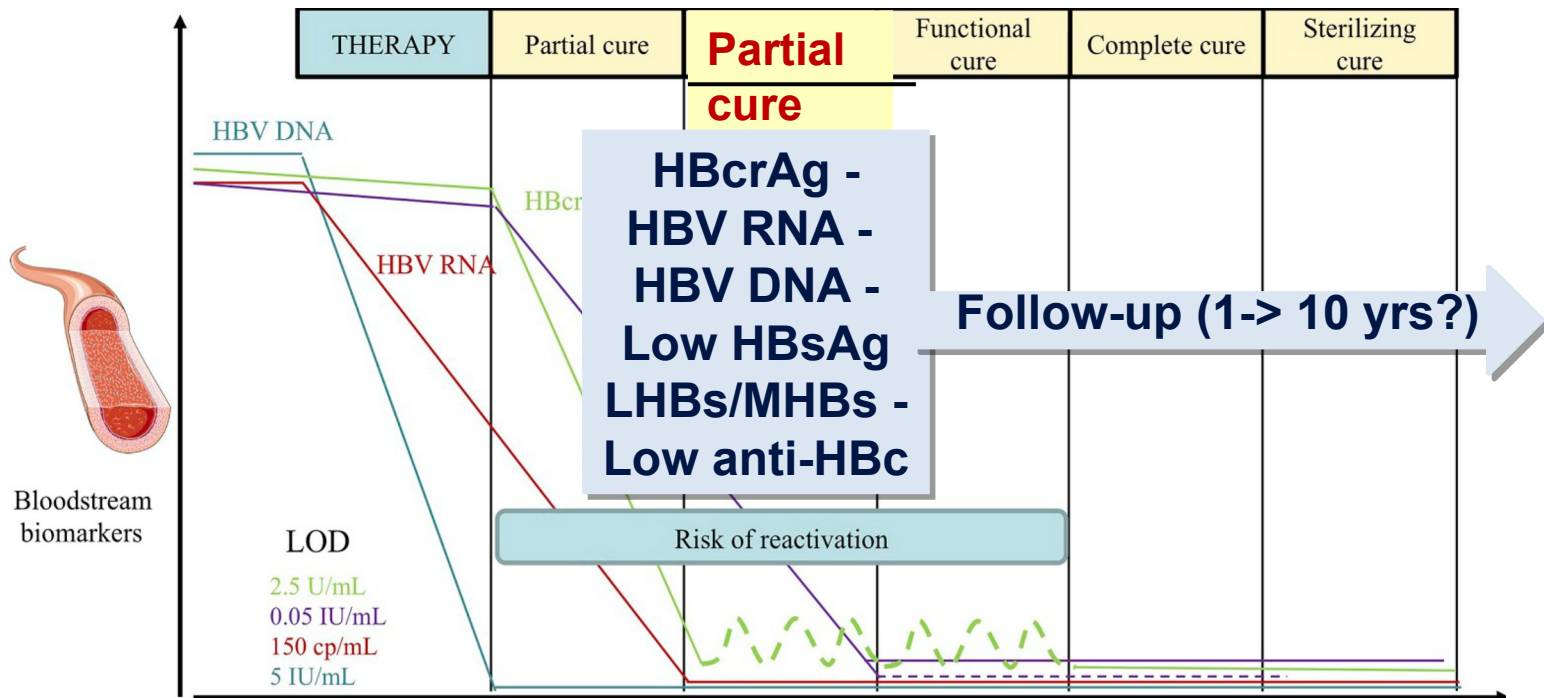 THERAPY
Partial cure
Partial
cure
Functional
cure
Complete cure
Sterilizing
cure
HBV DNA
HBcr
HBV RNA
HBcrAg -
HBV RNA -
HBV DNA -
Low HBsAg
LHBs/MHBs -
Low anti-HBc
Follow-up (1-> 10 yrs?)
Bloodstream
biomarkers
Risk of reactivation
LOD
2.5 U/mL
0.05 IU/mL
150 cp/mL
5 IU/mL